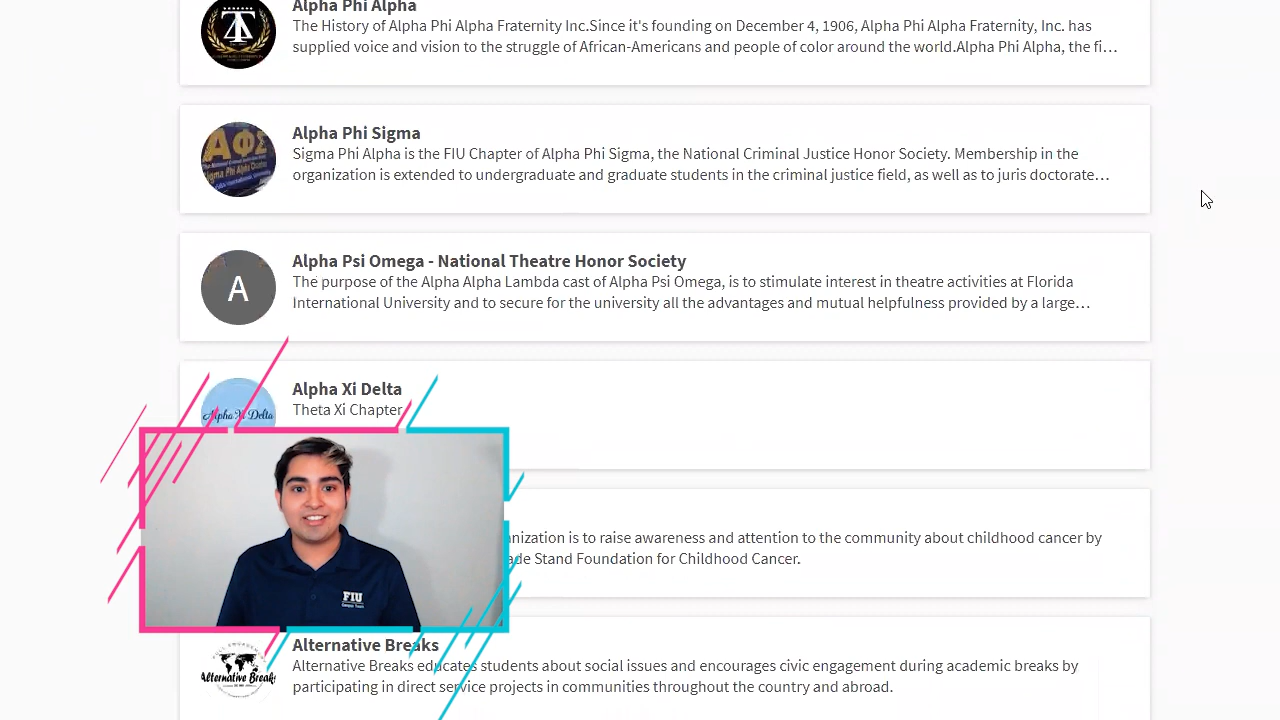 Alpha Phi Alpha
The History of Alpha Phi Alpha Fraternity Inc.Since it's founding on December 4, 1906, Alpha Phi Alpha Fraternity, Inc. has
supplied voice and vision to the struggle of African-Americans and people of color around the world.Alpha Phi Alpha, the fi…
ΑΦΣ
Alpha Phi Sigma
Sigma Phi Alpha is the FIU Chapter of Alpha Phi Sigma, the National Criminal Justice Honor Society. Membership in the
organization is extended to undergraduate and graduate students in the criminal justice field, as well as to juris doctorate…
A
Alpha Psi Omega - National Theatre Honor Society
The purpose of the Alpha Alpha Lambda cast of Alpha Psi Omega, is to stimulate interest in theatre activities at Florida
International University and to secure for the university all the advantages and mutual helpfulness provided by a large…
Alpha Xi Delta
Alpha Xi Delta
Theta Xi Chapter
nization is to raise awareness and attention to the community about childhood cancer by
ade Stand Foundation for Childhood Cancer.
FIU
Campus Tours
Alternative Breaks
Alternative Breaks
Alternative Breaks educates students about social issues and encourages civic engagement during academic breaks by
participating in direct service projects in communities throughout the country and abroad.